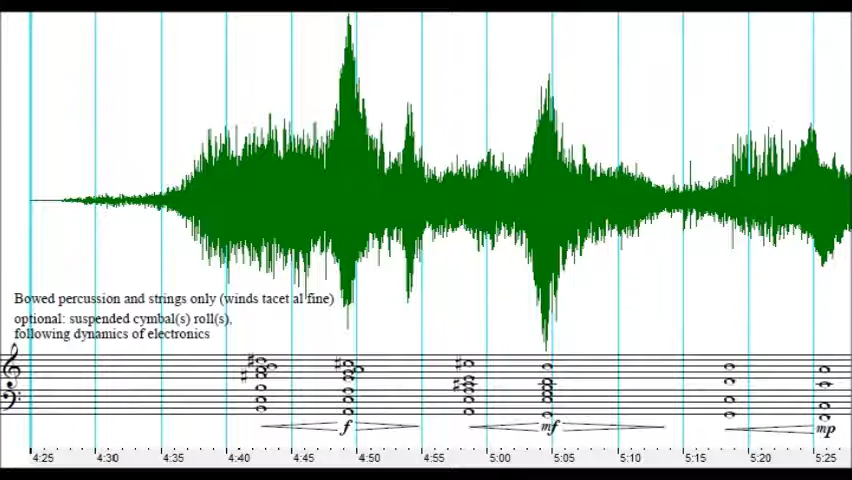 Bowed percussion and strings only (winds tacet al fine)
optional: suspended cymbal(s) roll(s),
following dynamics of electronics
f mf mp
4:25 4:30 4:35 4:40 4:45 4:50 4:55 5:00 5:05 5:10 5:15 5:20 5:25